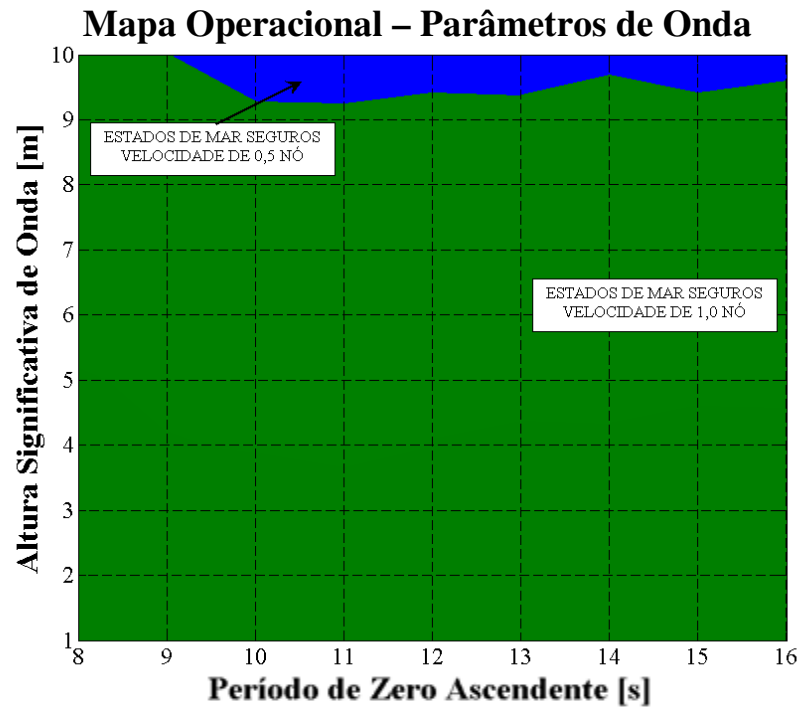 Mapa Operacional – Parâmetros de Onda
Altura Significativa de Onda [m]
10
9
8
7
6
5
4
3
2
1
ESTADOS DE MAR SEGUROS
VELOCIDADE DE 0,5 NÓ
ESTADOS DE MAR SEGUROS
VELOCIDADE DE 1,0 NÓ
8 9 10 11 12 13 14 15 16
Período de Zero Ascendente [s]